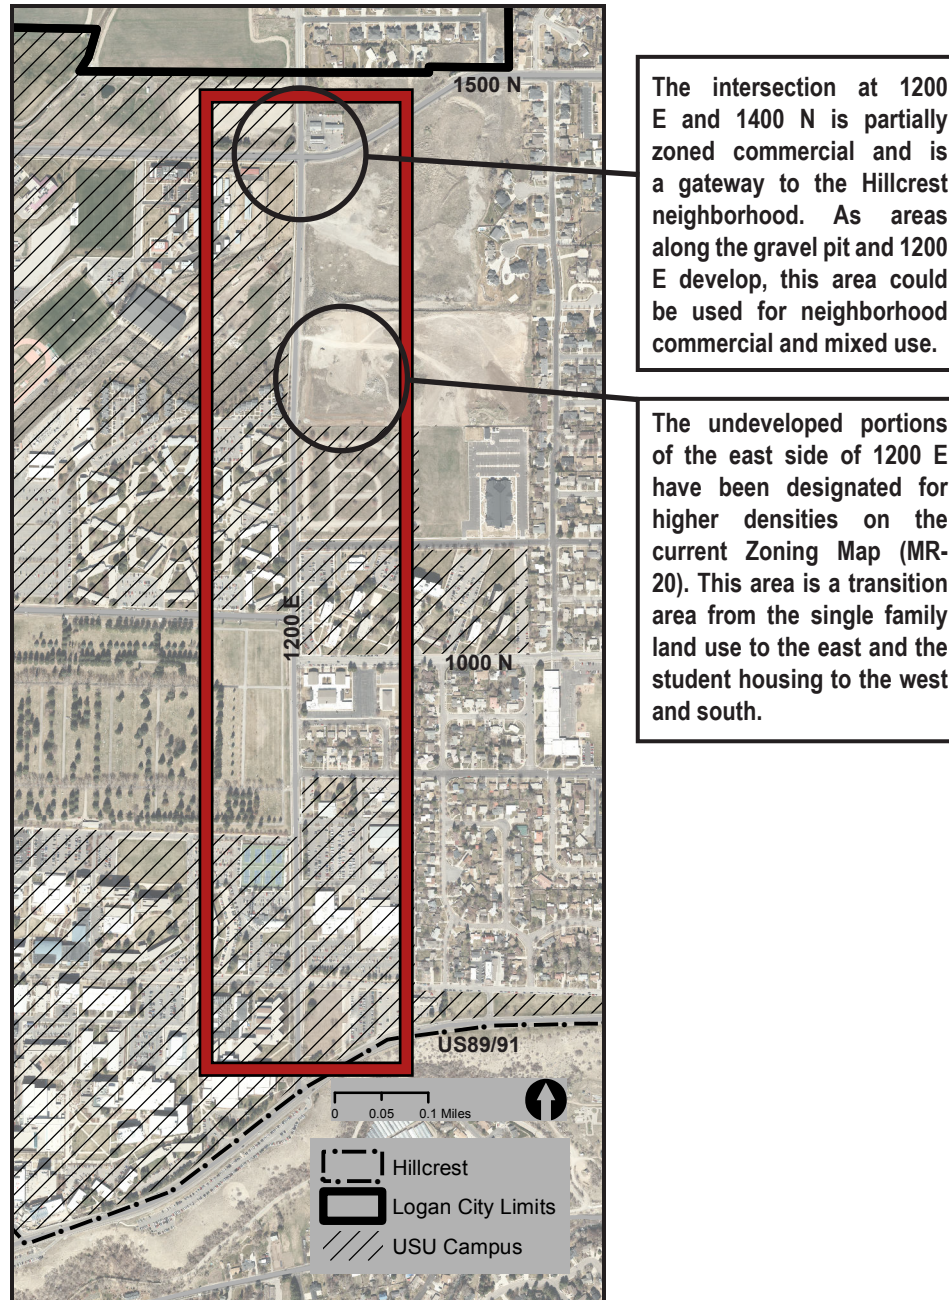 1500 N
The intersection at 1200
E and 1400 N is partially
zoned commercial and is
a gateway to the Hillcrest
neighborhood. As areas
along the gravel pit and 1200
E develop, this area could
be used for neighborhood
commercial and mixed use.
The undeveloped portions
of the east side of 1200 E
have been designated for
higher densities on the
current Zoning Map (MR-
20). This area is a transition
area from the single family
land use to the east and the
student housing to the west
and south.
1200 E
1000 N
US89/91
0 0.05 0.1 Miles
Hillcrest
Logan City Limits
USU Campus